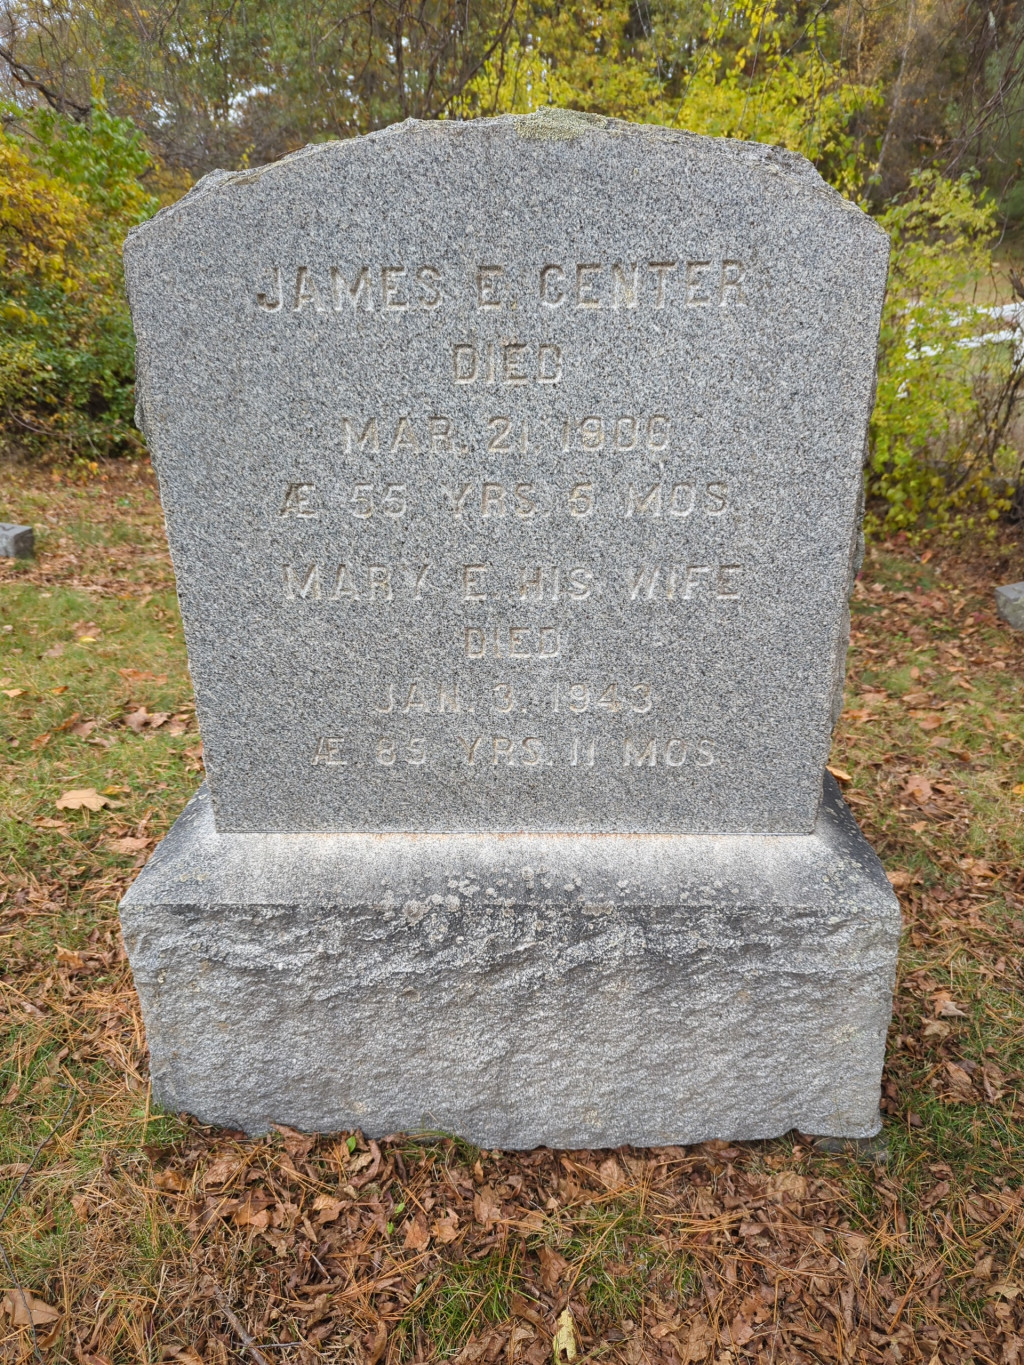 JAMES E. CENTER
DIED
MAR. 21 1906
Æ 55 YRS 6 MOS.
MARY E. HIS WIFE
DIED
JAN. 3. 1943
Æ. 85 YRS. 11 MOS.